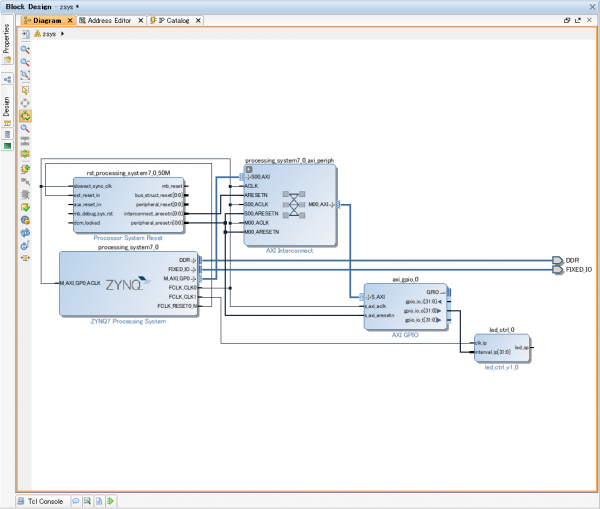 Block Design - zsys *
Diagram
Address Editor
IP Catalog
zsys
Properties
Design
rst_processing_system7_0_50M
slowest_sync_clk
ext_reset_in
aux_reset_in
mb_debug_sys_rst
dcm_locked
mb_reset
bus_struct_reset[0:0]
peripheral_reset[0:0]
interconnect_aresetn[0:0]
peripheral_aresetn[0:0]
Processor System Reset
processing_system7_0_axi_periph
S00_AXI
ACLK
ARESETN
S00_ACLK
S00_ARESETN
M00_ACLK
M00_ARESETN
M00_AXI
AXI Interconnect
processing_system7_0
M_AXI_GP0_ACLK
ZYNQ
DDR
FIXED_IO
M_AXI_GP0
FCLK_CLK0
FCLK_CLK1
FCLK_RESET0_N
ZYNQ7 Processing System
DDR
FIXED_IO
axi_gpio_0
S_AXI
s_axi_aclk
s_axi_aresetn
GPIO
gpio_io_i[31:0]
gpio_io_o[31:0]
gpio_io_t[31:0]
AXI GPIO
led_ctrl_0
clk_ip
interval_ip[31:0]
led_op
led_ctrl_v1_0
Tcl Console